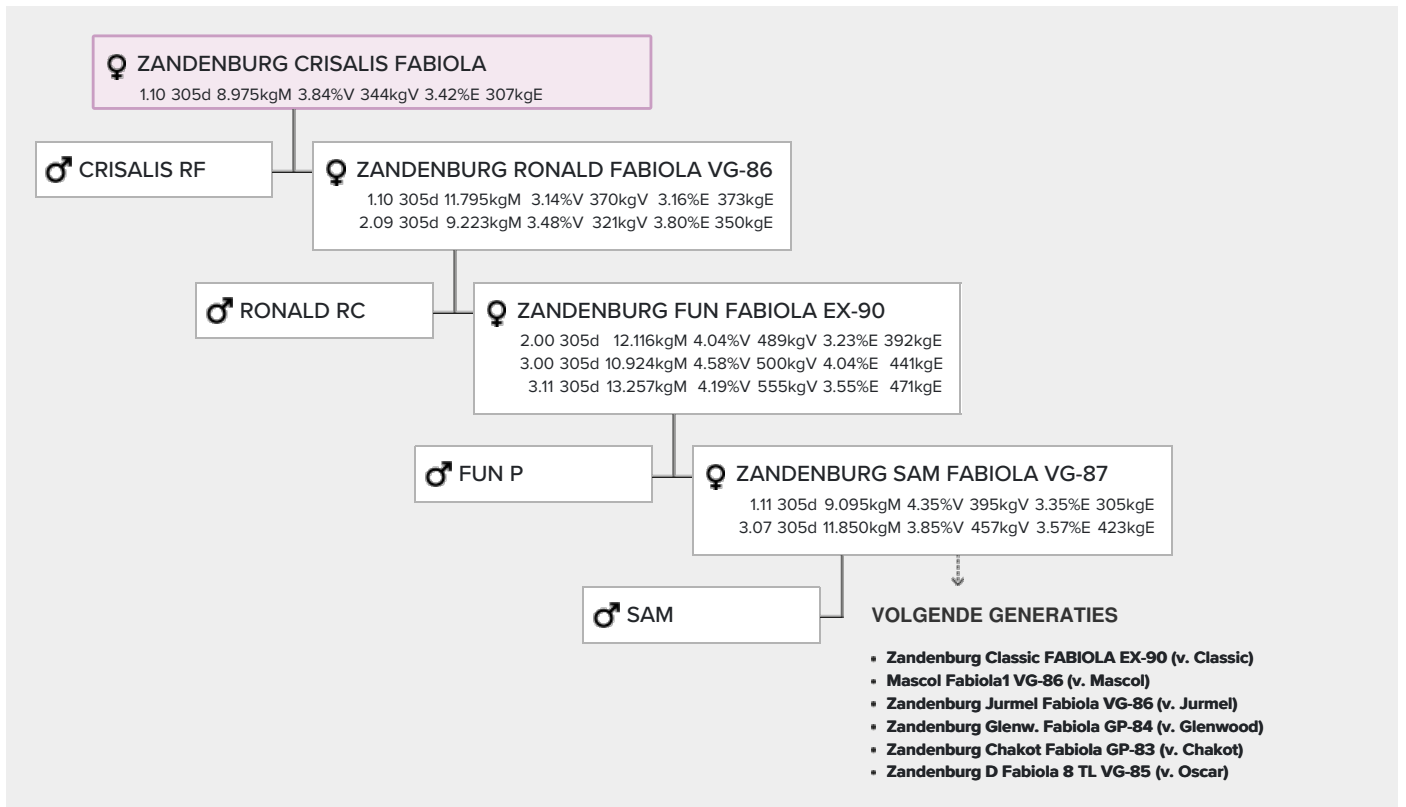 ZANDENBURG CRISALIS FABIOLA
1.10 305d 8.975kgM 3.84%V 344kgV 3.42%E 307kgE
CRISALIS RF
ZANDENBURG RONALD FABIOLA VG-86
1.10 305d 11.795kgM 3.14%V 370kgV 3.16%E 373kgE
2.09 305d 9.223kgM 3.48%V 321kgV 3.80%E 350kgE
RONALD RC
ZANDENBURG FUN FABIOLA EX-90
2.00 305d 12.116kgM 4.04%V 489kgV 3.23%E 392kgE
3.00 305d 10.924kgM 4.58%V 500kgV 4.04%E 441kgE
3.11 305d 13.257kgM 4.19%V 555kgV 3.55%E 471kgE
FUN P
ZANDENBURG SAM FABIOLA VG-87
1.11 305d 9.095kgM 4.35%V 395kgV 3.35%E 305kgE
3.07 305d 11.850kgM 3.85%V 457kgV 3.57%E 423kgE
SAM
VOLGENDE GENERATIES
• Zandenburg Classic FABIOLA EX-90 (v. Classic)
• Mascol Fabiola1 VG-86 (v. Mascol)
• Zandenburg Jurmel Fabiola VG-86 (v. Jurmel)
• Zandenburg Glenw. Fabiola GP-84 (v. Glenwood)
• Zandenburg Chakot Fabiola GP-83 (v. Chakot)
• Zandenburg D Fabiola 8 TL VG-85 (v. Oscar)